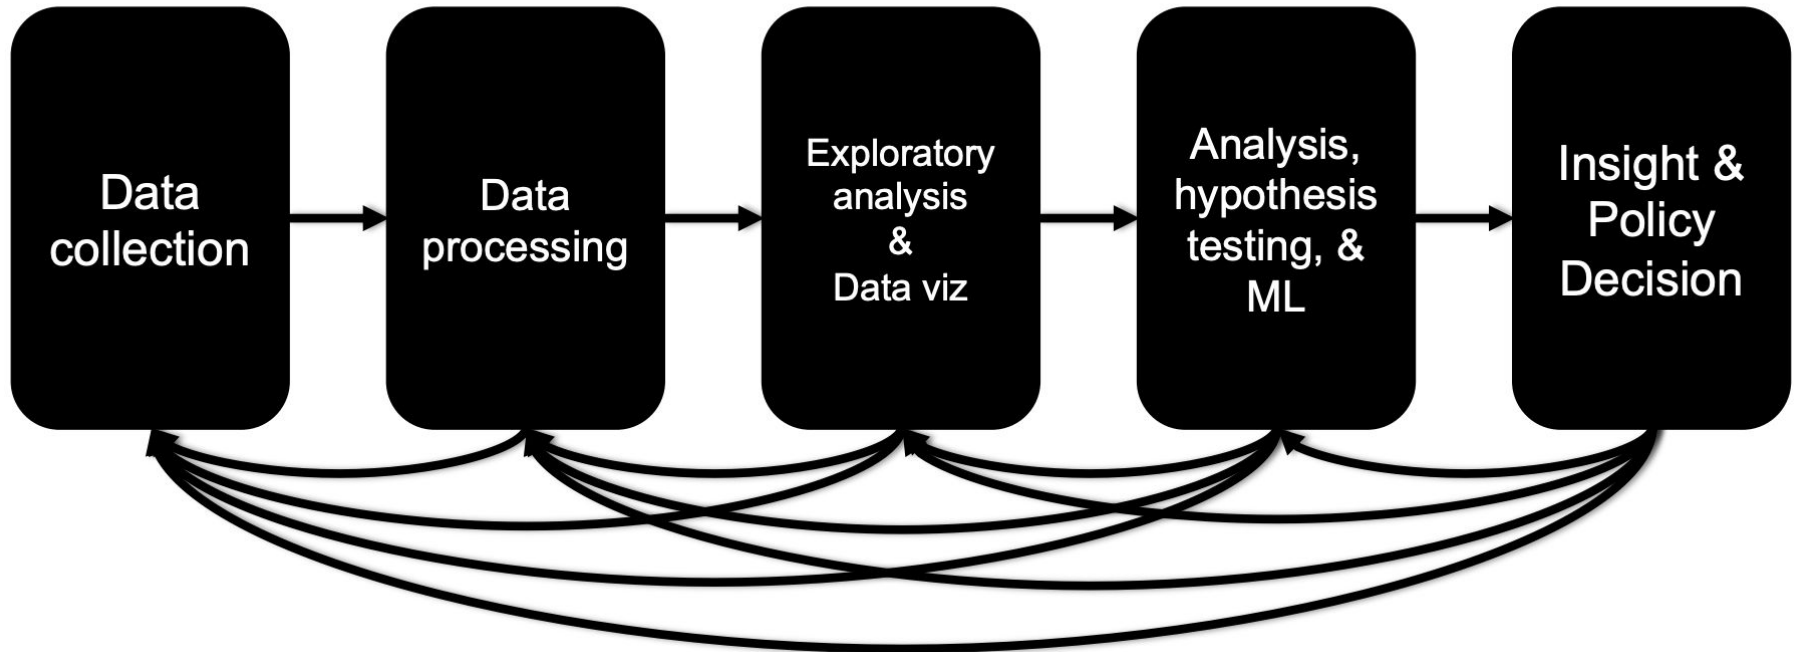 Data
collection
Data
processing
Exploratory
analysis
&
Data viz
Analysis,
hypothesis
testing, &
ML
Insight &
Policy
Decision